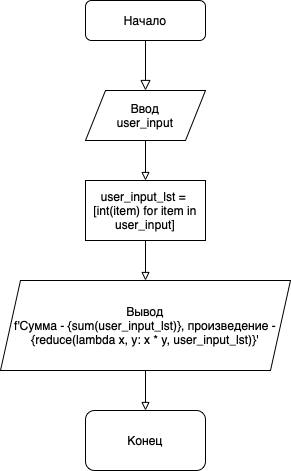 Начало
Ввод
user_input
user_input_lst =
[int(item) for item in
user_input]
Вывод
f'Сумма - {sum(user_input_lst)}, произведение -
{reduce(lambda x, y: x * y, user_input_lst)}'
Конец